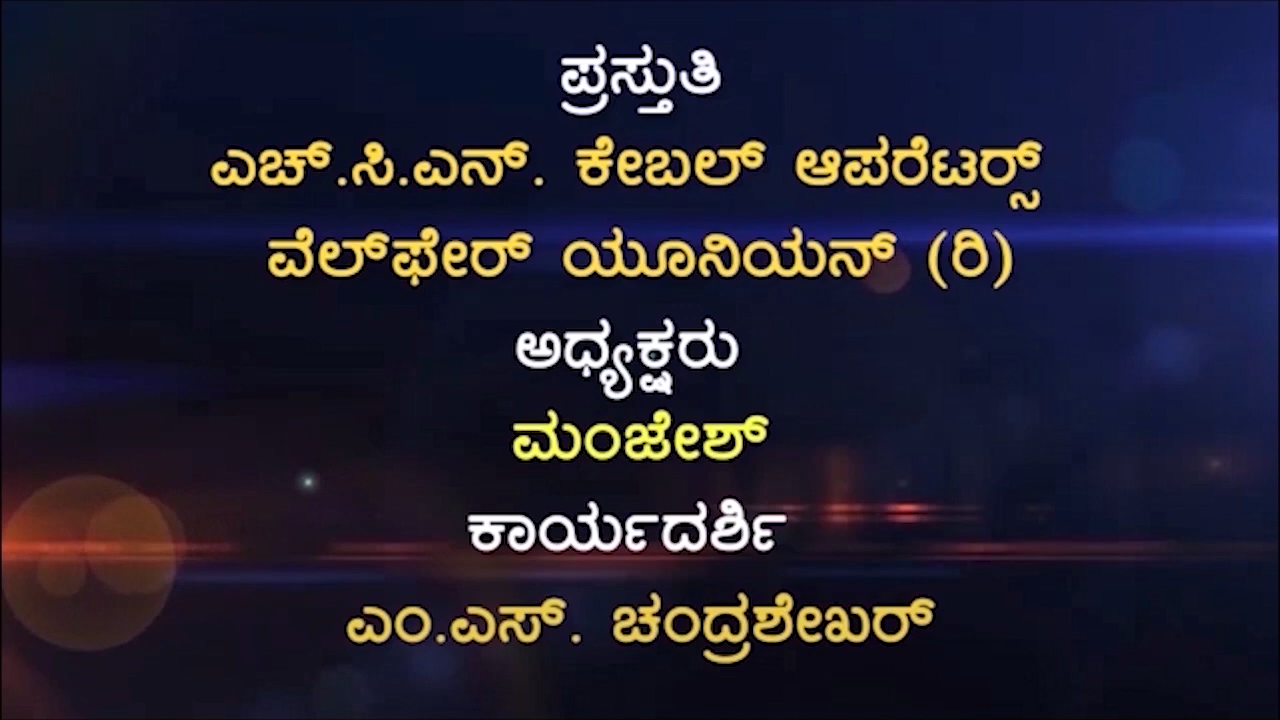 ಪ್ರಸ್ತುತಿ
ಎಚ್.ಸಿ.ಎನ್. ಕೇಬಲ್ ಆಪರೆಟರ‍್ಸ್
ವೆಲ್‌ಫೇರ್ ಯೂನಿಯನ್ (ರಿ)
ಅಧ್ಯಕ್ಷರು
ಮಂಜೇಶ್
ಕಾರ್ಯದರ್ಶಿ
ಎಂ.ಎಸ್. ಚಂದ್ರಶೇಖರ್